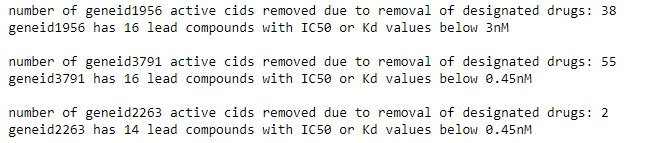 number of geneid1956 active cids removed due to removal of designated drugs: 38
geneid1956 has 16 lead compounds with IC50 or Kd values below 3nM
number of geneid3791 active cids removed due to removal of designated drugs: 55
geneid3791 has 16 lead compounds with IC50 or Kd values below 0.45nM
number of geneid2263 active cids removed due to removal of designated drugs: 2
geneid2263 has 14 lead compounds with IC50 or Kd values below 0.45nM